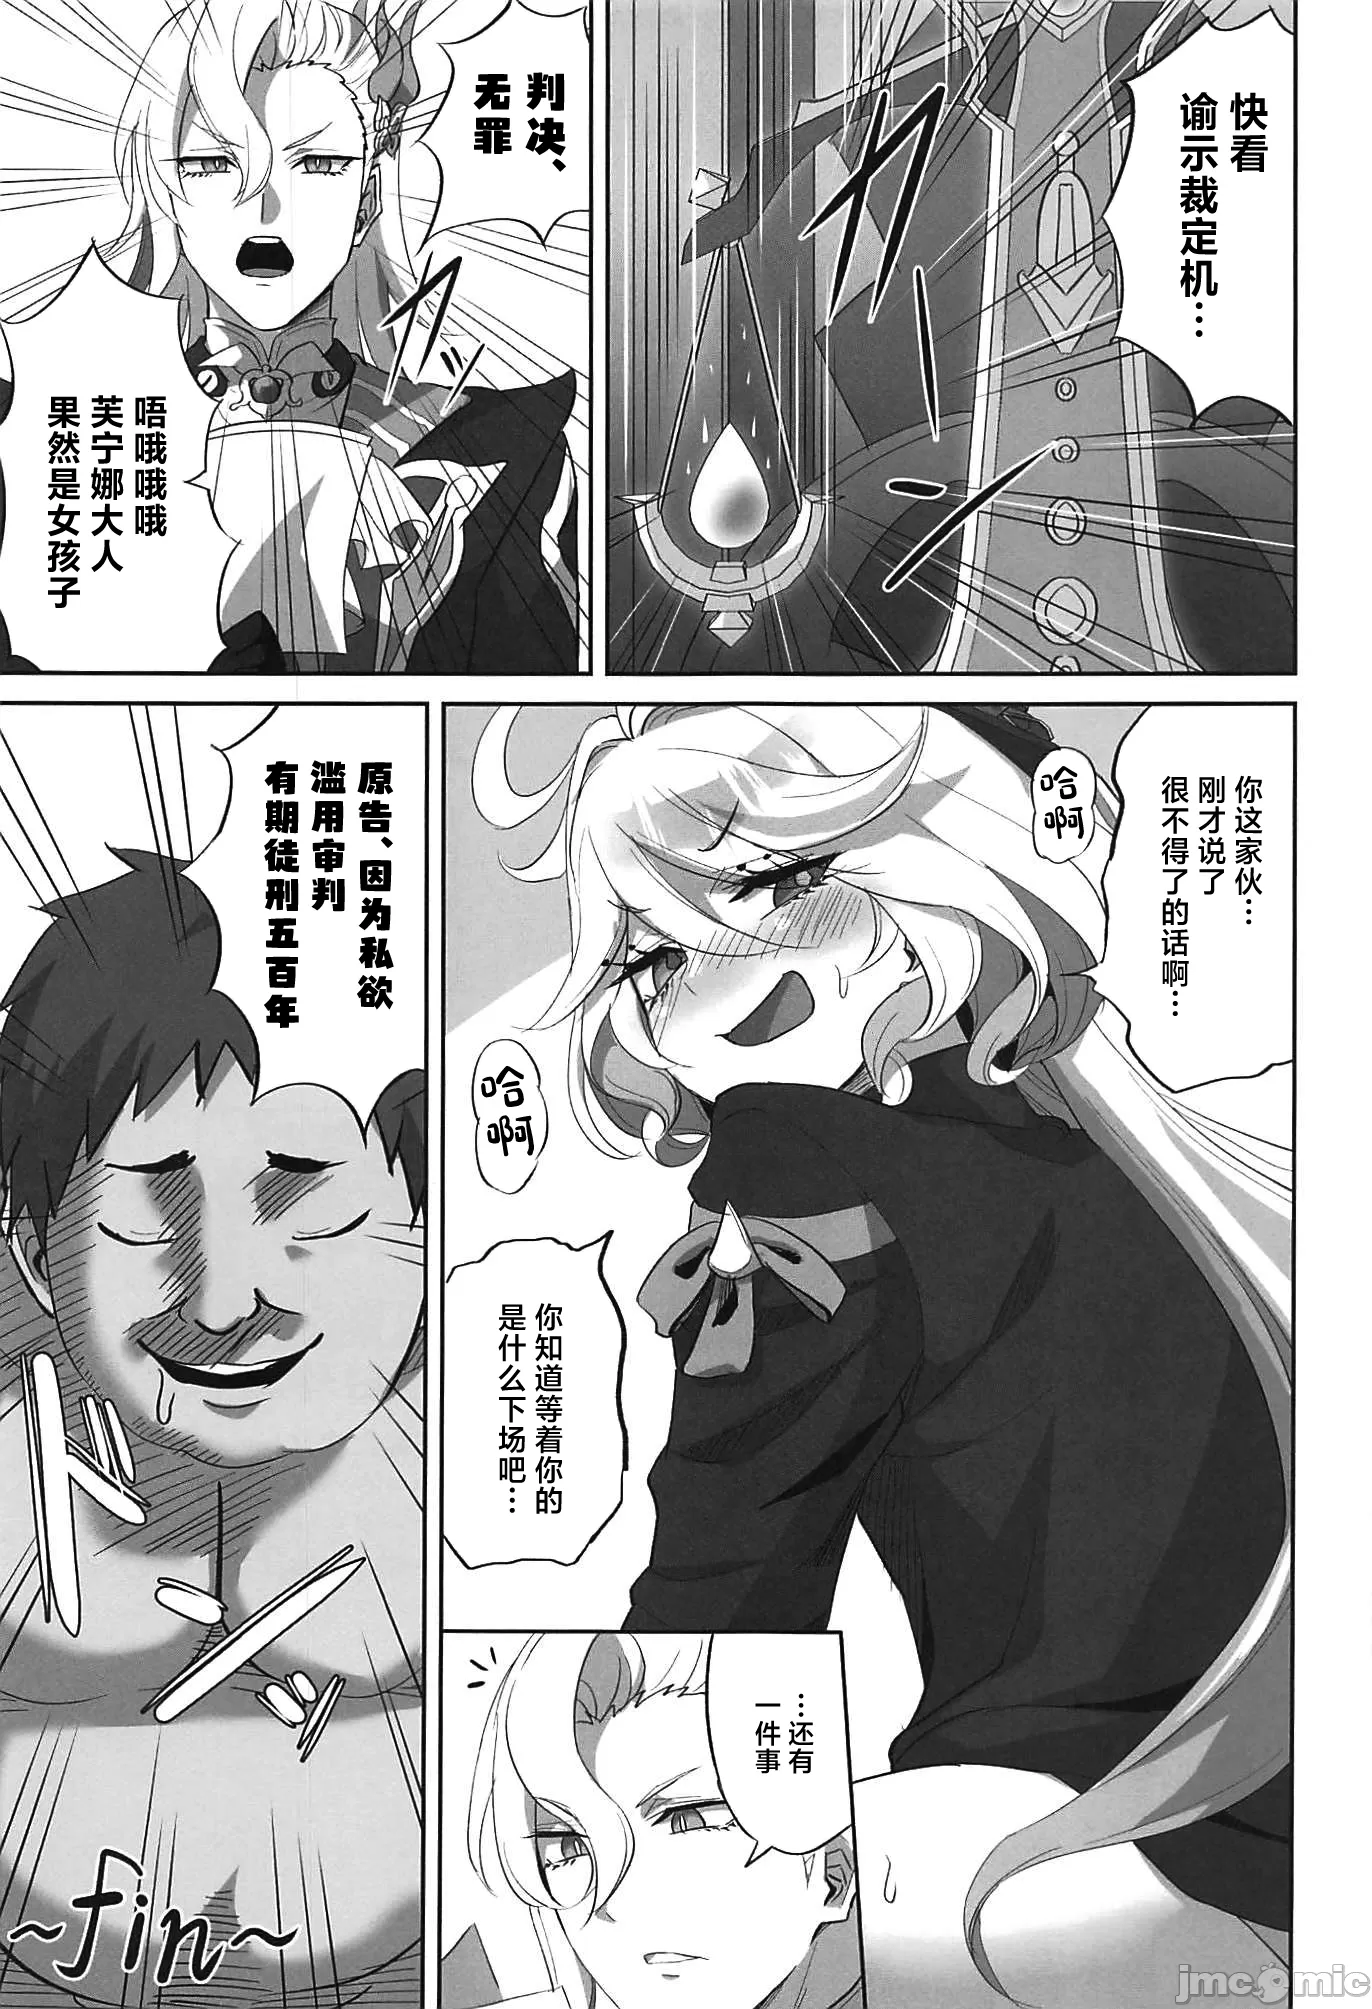 快看
谕示裁定机…
判决、
无罪
唔哦哦哦
芙宁娜大人
果然是女孩子
你这家伙…
刚才说了
很不得了的话啊…
哈啊
哈啊
你知道等着你的
是什么下场吧…
…还有
一件事
原告、因为私欲
滥用审判
有期徒刑五百年
~fin~
jmcomic